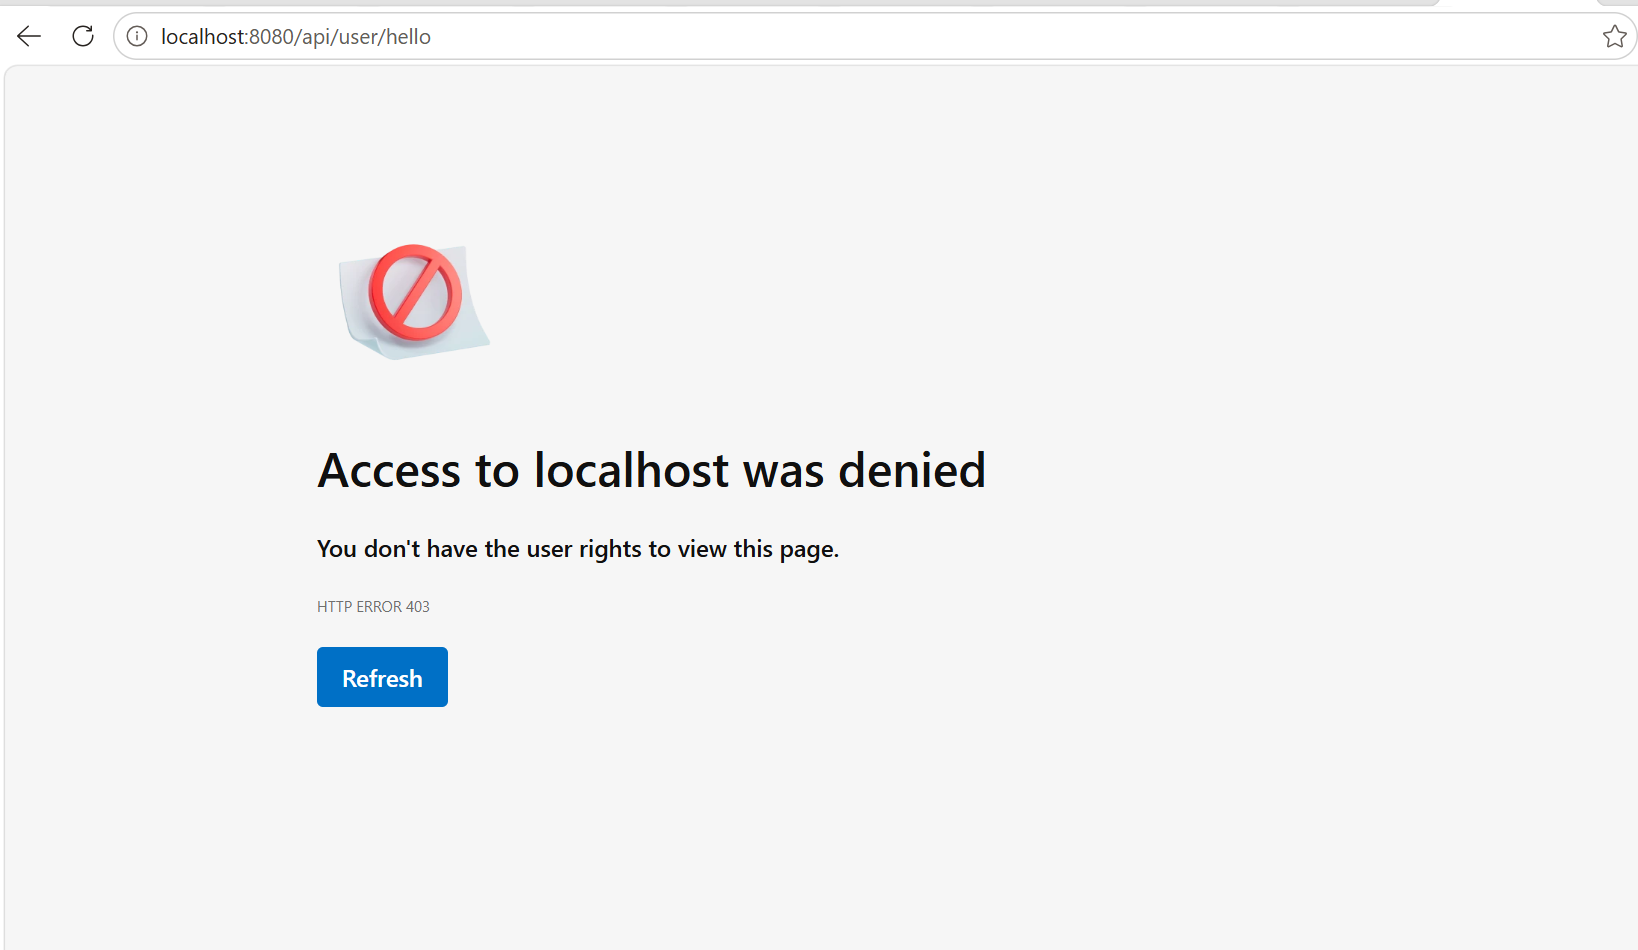 localhost:8080/api/user/hello
Access to localhost was denied
You don't have the user rights to view this page.
HTTP ERROR 403
Refresh